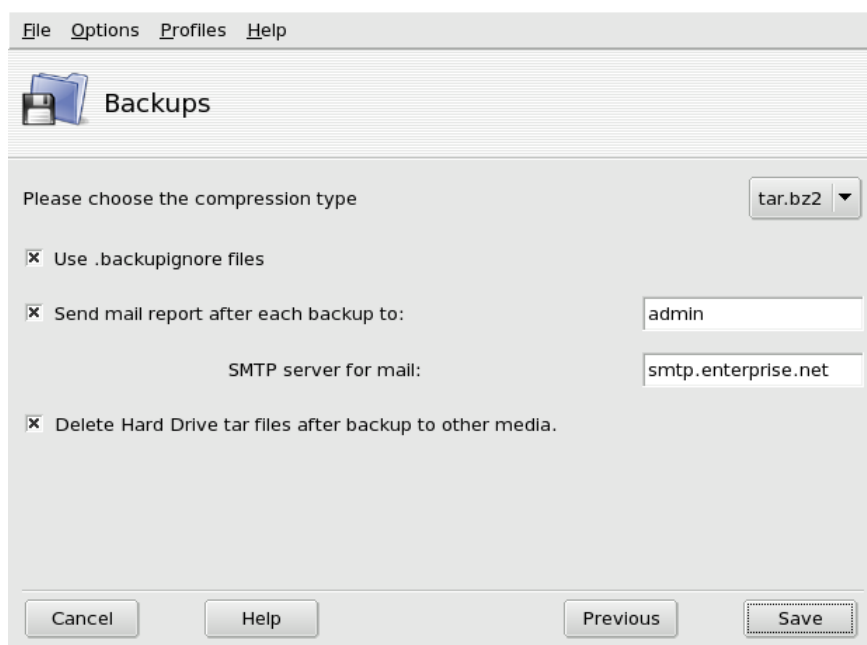 File Options Profiles Help
Backups
Please choose the compression type tar.bz2
Use .backupignore files
Send mail report after each backup to: admin
SMTP server for mail: smtp.enterprise.net
Delete Hard Drive tar files after backup to other media.
Cancel Help Previous Save